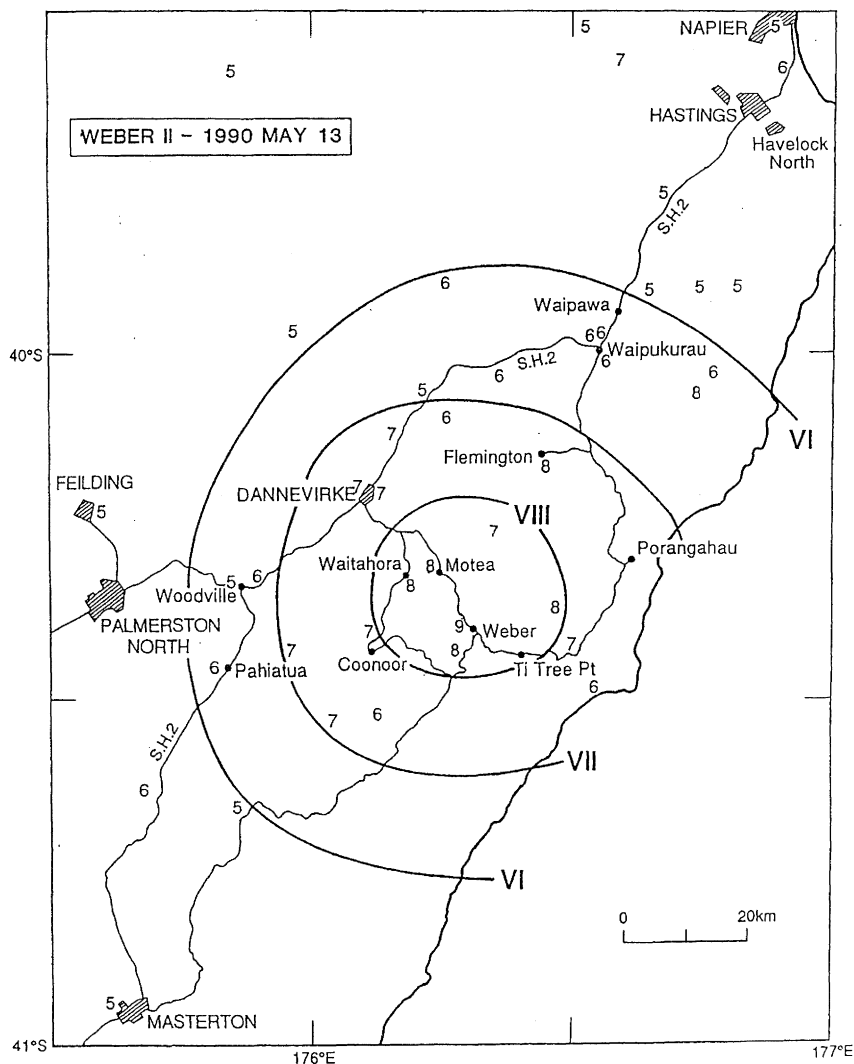 NAPIER
5
5
5
7
6
HASTINGS
Havelock
North
WEBER II - 1990 MAY 13
5
S.H.2
6
5
5
5
Waipawa
5
6 6
Waipukurau
6
40°S
S.H.2
6
6
8
5
6
VI
7
Flemington
8
FEILDING
5
DANNEVIRKE
7
7
VIII
7
Porangahau
Waitahora
8
8
Motea
5
6
Woodville
PALMERSTON
NORTH
8
9
Weber
7
Coonoor
8
7
Ti Tree Pt
7
6
Pahiatua
6
7
6
S.H.2
VII
6
5
VI
0
20km
5
MASTERTON
41°S
176°E
177°E